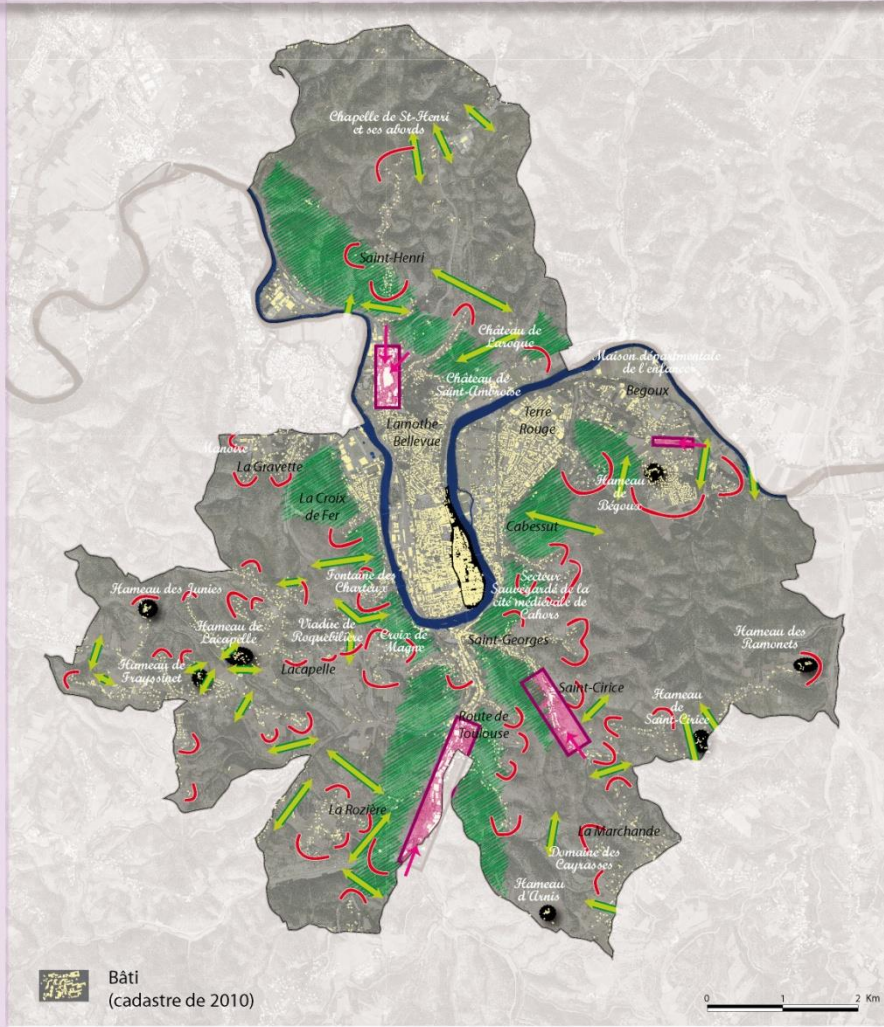 Chapelle de St-Henri
et ses abords
Saint-Henri
Château de
Laroque
Maison départementale
de l'enfance
Château de
Saint-Ambroise
Begoux
Terre
Rouge
Lamothe-
Bellevue
La Gravette
La Croix
de Fer
Hameau
de
Bégoux
Cabessut
Fontaine des
Chartreux
Secteur
Sauvegardé de la
cité médiévale de
Cahors
Hameau des Junies
Hameau de
Lacapelle
Viaduc de
Roquebilière
Croix de
Magne
Saint-Georges
Hameau des
Ramonets
Hameau de
Frayssinet
Lacapelle
Saint-Cirice
Hameau
de
Saint-Cirice
Route de
Toulouse
La Rozière
La Marchande
Domaine des
Cayrasses
Hameau
d'Arnis
Bâti
(cadastre de 2010)
0 1 2 Km